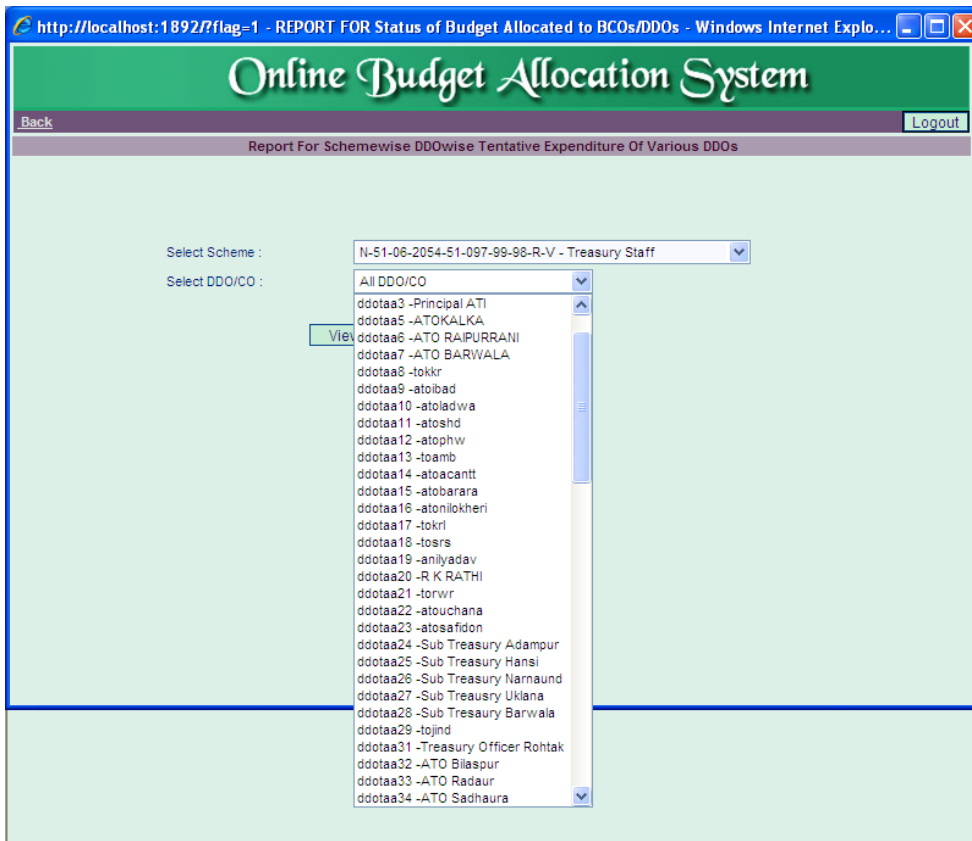 http://localhost:1892/?flag=1 - REPORT FOR Status of Budget Allocated to BCOs/DDOs - Windows Internet Explo...
Online Budget Allocation System
Back Logout
Report For Schemewise DDOwise Tentative Expenditure Of Various DDOs
Select Scheme : N-51-06-2054-51-097-99-98-R-V - Treasury Staff
Select DDO/CO : All DDO/CO
ddotaa3 -Principal ATI
ddotaa5 -ATOKALKA
View
ddotaa6 -ATO RAIPURRANI
ddotaa7 -ATO BARWALA
ddotaa8 -tokkr
ddotaa9 -atoibad
ddotaa10 -atoladwa
ddotaa11 -atoshd
ddotaa12 -atophw
ddotaa13 -toamb
ddotaa14 -atoacantt
ddotaa15 -atobarara
ddotaa16 -atonilokheri
ddotaa17 -tokrl
ddotaa18 -tosrs
ddotaa19 -anilyadav
ddotaa20 -R K RATHI
ddotaa21 -torwr
ddotaa22 -atouchana
ddotaa23 -atosafidon
ddotaa24 -Sub Treasury Adampur
ddotaa25 -Sub Treasury Hansi
ddotaa26 -Sub Treasury Narnaund
ddotaa27 -Sub Treausry Uklana
ddotaa28 -Sub Tresaury Barwala
ddotaa29 -tojind
ddotaa31 -Treasury Officer Rohtak
ddotaa32 -ATO Bilaspur
ddotaa33 -ATO Radaur
ddotaa34 -ATO Sadhaura